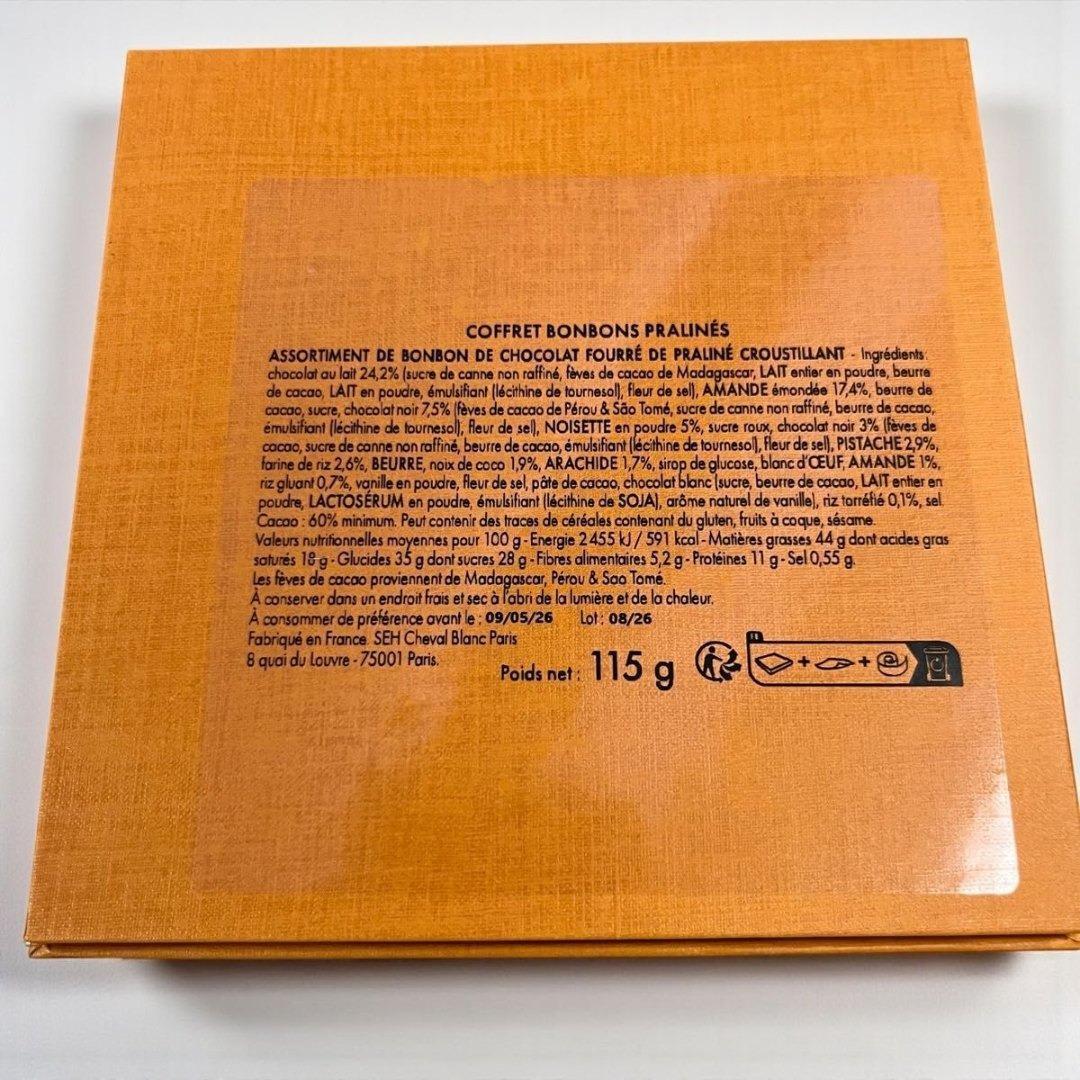 COFFRET BONBONS PRALINÉS
ASSORTIMENT DE BONBON DE CHOCOLAT FOURRÉ DE PRALINÉ CROUSTILLANT - Ingrédients:
chocolat au lait 24,2% (sucre de canne non raffiné, fèves de cacao de Madagascar, LAIT entier en poudre, beurre
de cacao, LAIT en poudre, émulsifiant (lécithine de tournesol), fleur de sel), AMANDE émondée 17,4%, beurre de
cacao, sucre, chocolat noir 7,5% (fèves de cacao de Pérou & São Tomé, sucre de canne non raffiné, beurre de cacao,
émulsifiant (lécithine de tournesol), fleur de sel), NOISETTE en poudre 5%, sucre roux, chocolat noir 3% (fèves de
cacao, sucre de canne non raffiné, beurre de cacao, émulsifiant (lécithine de tournesol), fleur de sel), PISTACHE 2,9%,
farine de riz 2,6%, BEURRE, noix de coco 1,9%, ARACHIDE 1,7%, sirop de glucose, blanc d'ŒUF, AMANDE 1%,
riz gluant 0,7%, vanille en poudre, fleur de sel, pâte de cacao, chocolat blanc (sucre, beurre de cacao, LAIT entier en
poudre, LACTOSÉRUM en poudre, émulsifiant (lécithine de SOJA), arôme naturel de vanille), riz torréfié 0,1%, sel.
Cacao : 60% minimum. Peut contenir des traces de céréales contenant du gluten, fruits à coque, sésame.
Valeurs nutritionnelles moyennes pour 100 g - Energie 2 455 kJ / 591 kcal - Matières grasses 44 g dont acides gras
saturés 18 g - Glucides 35 g dont sucres 28 g - Fibres alimentaires 5,2 g - Protéines 11 g - Sel 0,55 g.
Les fèves de cacao proviennent de Madagascar, Pérou & Sao Tomé.
À conserver dans un endroit frais et sec à l'abri de la lumière et de la chaleur.
À consommer de préférence avant le : 09/05/26 Lot : 08/26
Fabriqué en France. SEH Cheval Blanc Paris
8 quai du Louvre - 75001 Paris.
Poids net : 115 g
FR